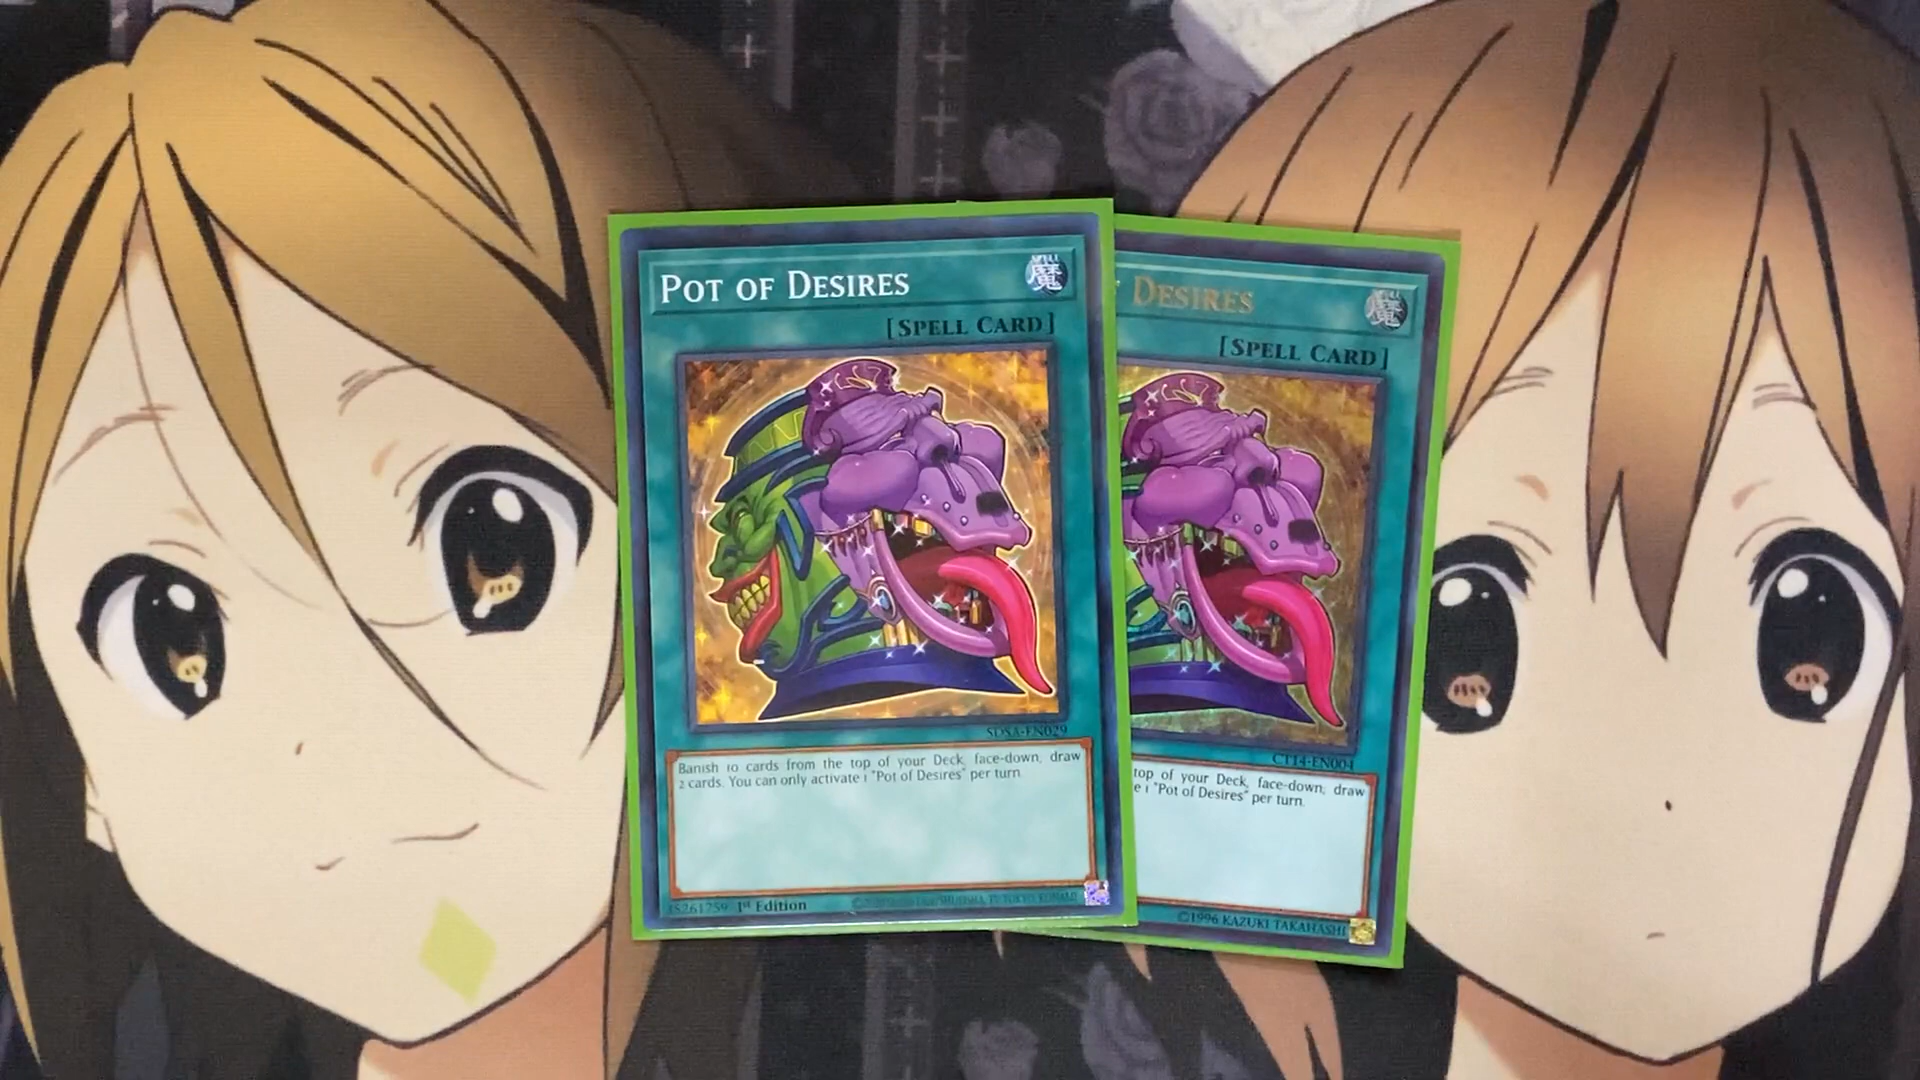 POT OF DESIRES
魔
[SPELL CARD]
SDSA-EN029
Banish 10 cards from the top of your Deck, face-down; draw
2 cards. You can only activate 1 "Pot of Desires" per turn.
1st Edition
DESIRES
魔
[SPELL CARD]
CT14-EN004
top of your Deck, face-down; draw
e 1 "Pot of Desires" per turn.
©1996 KAZUKI TAKAHASHI